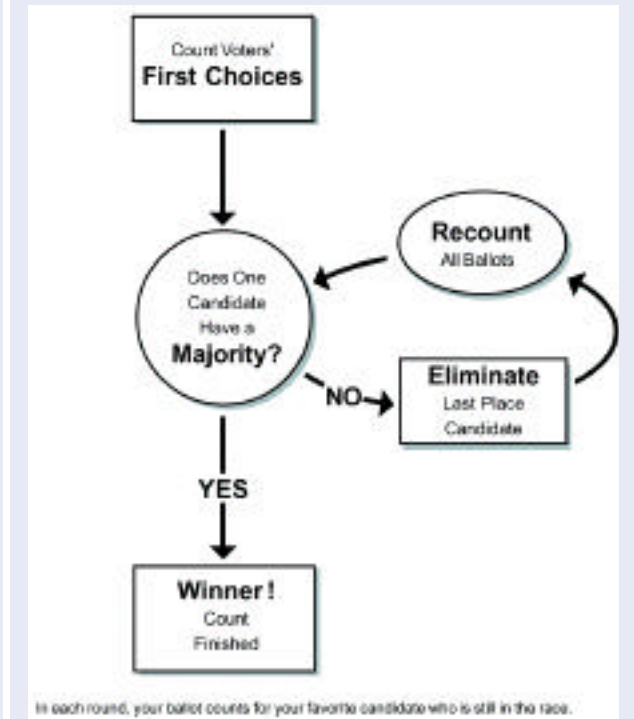 Count Voters'
First Choices
Recount
All Ballots
Does One
Candidate
Have a
Majority?
NO
Eliminate
Last Place
Candidate
YES
Winner!
Count
Finished
In each round, your ballot counts for your favorite candidate who is still in the race.